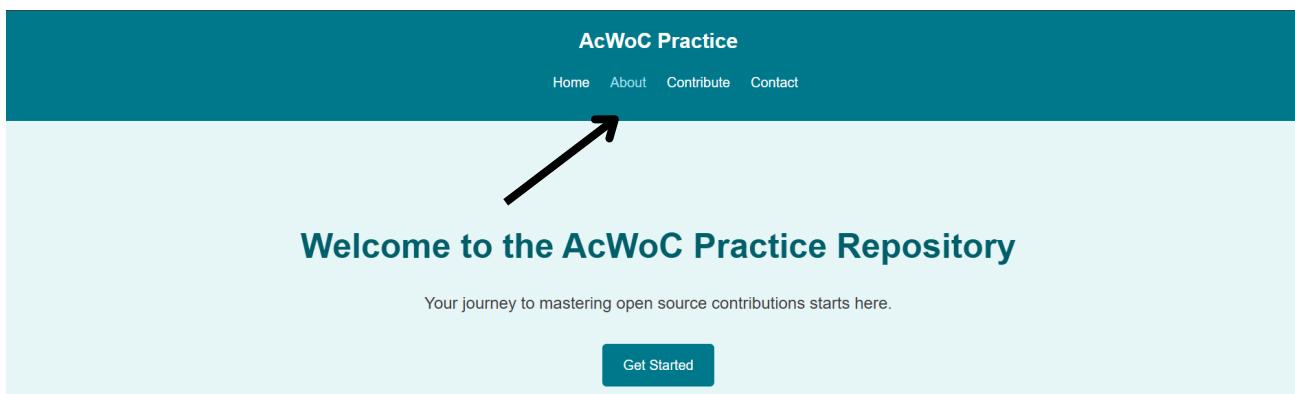 AcWoC Practice
Home About Contribute Contact
Welcome to the AcWoC Practice Repository
Your journey to mastering open source contributions starts here.
Get Started